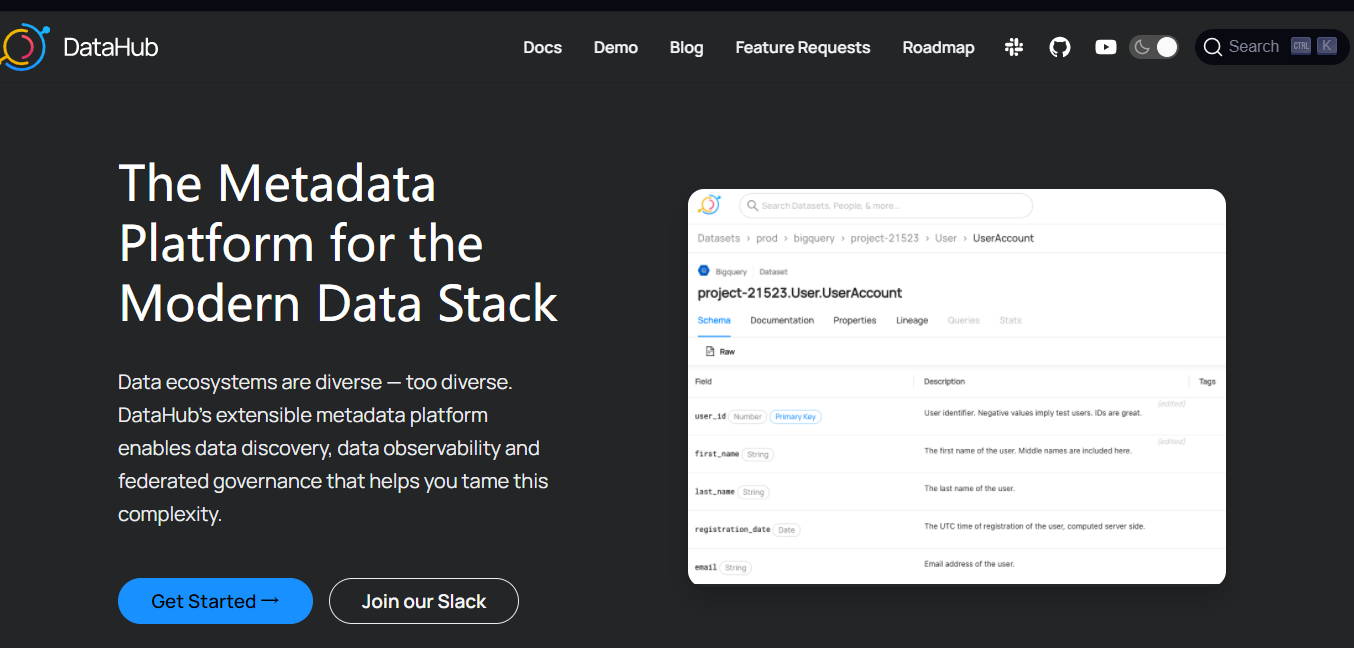 DataHub
Docs Demo Blog Feature Requests Roadmap Search CTRL K
The Metadata
Platform for the
Modern Data Stack
Data ecosystems are diverse — too diverse.
DataHub's extensible metadata platform
enables data discovery, data observability and
federated governance that helps you tame this
complexity.
Get Started →
Join our Slack
Search Datasets, People, & more...
Datasets > prod > bigquery > project-21523 > User > UserAccount
Bigquery Dataset
project-21523.User.UserAccount
Schema Documentation Properties Lineage Queries Stats
Raw
Field Description Tags
user_id Number Primary Key User identifier. Negative values imply test users. IDs are great. (edited)
first_name String The first name of the user. Middle names are included here. (edited)
last_name String The last name of the user.
registration_date Date The UTC time of registration of the user, computed server side.
email String Email address of the user.